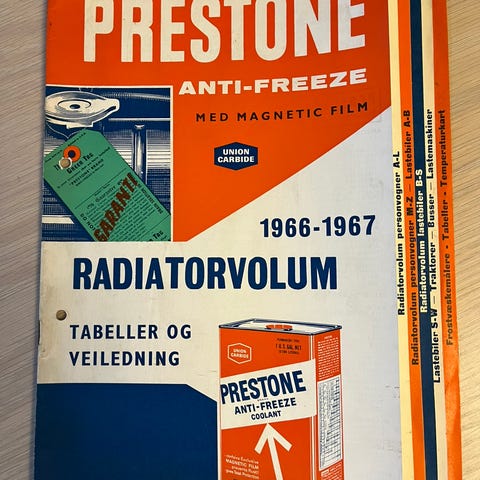 PRESTONE
ANTI-FREEZE
MED MAGNETIC FILM
UNION
CARBIDE
GARANTI
1966-1967
RADIATORVOLUM
TABELLER OG
VEILEDNING
UNION
CARBIDE
PRESTONE
ANTI-FREEZE
COOLANT
MAGNETIC FILM
Radiatorvolum personvogner A-L
Radiatorvolum personvogner M-Z — Lastebiler A-B
Radiatorvolum lastebiler B-S
Lastebiler S-W — Traktorer — Busser — Lastemaskiner
Frostvæskemålere - Tabeller - Temperaturkart